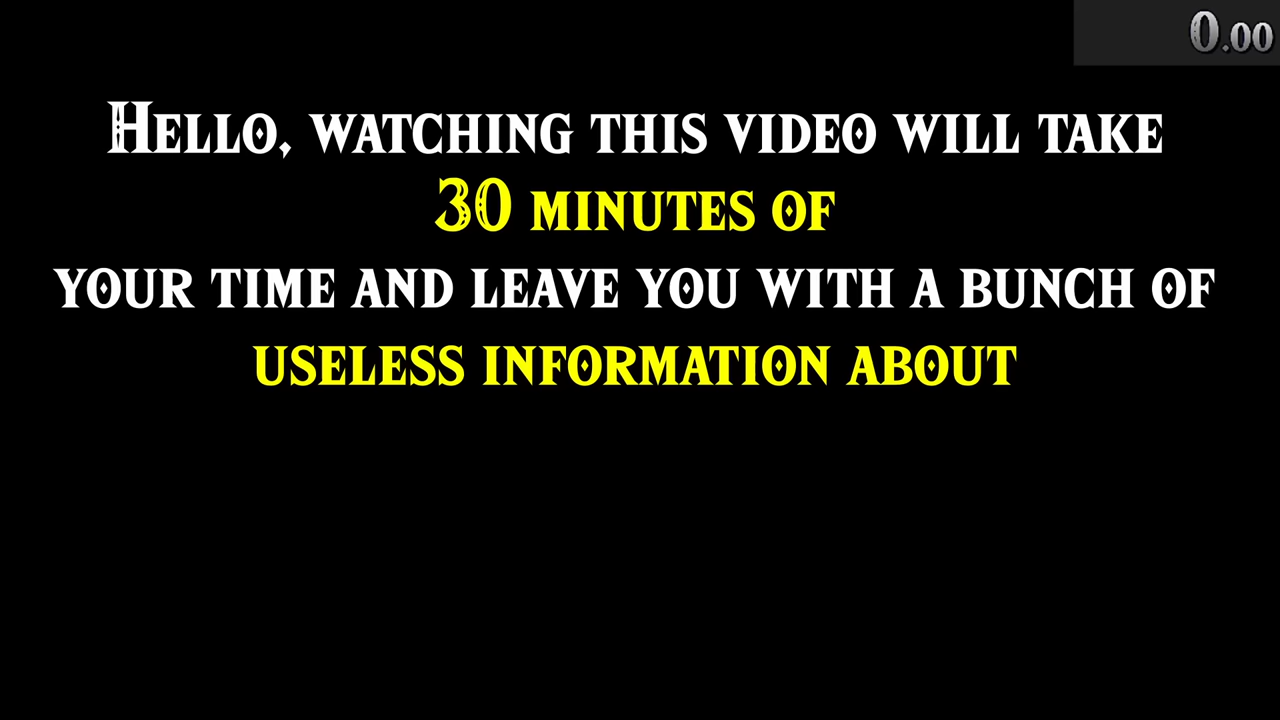 0.00
Hello, watching this video will take
30 minutes of
your time and leave you with a bunch of
useless information about